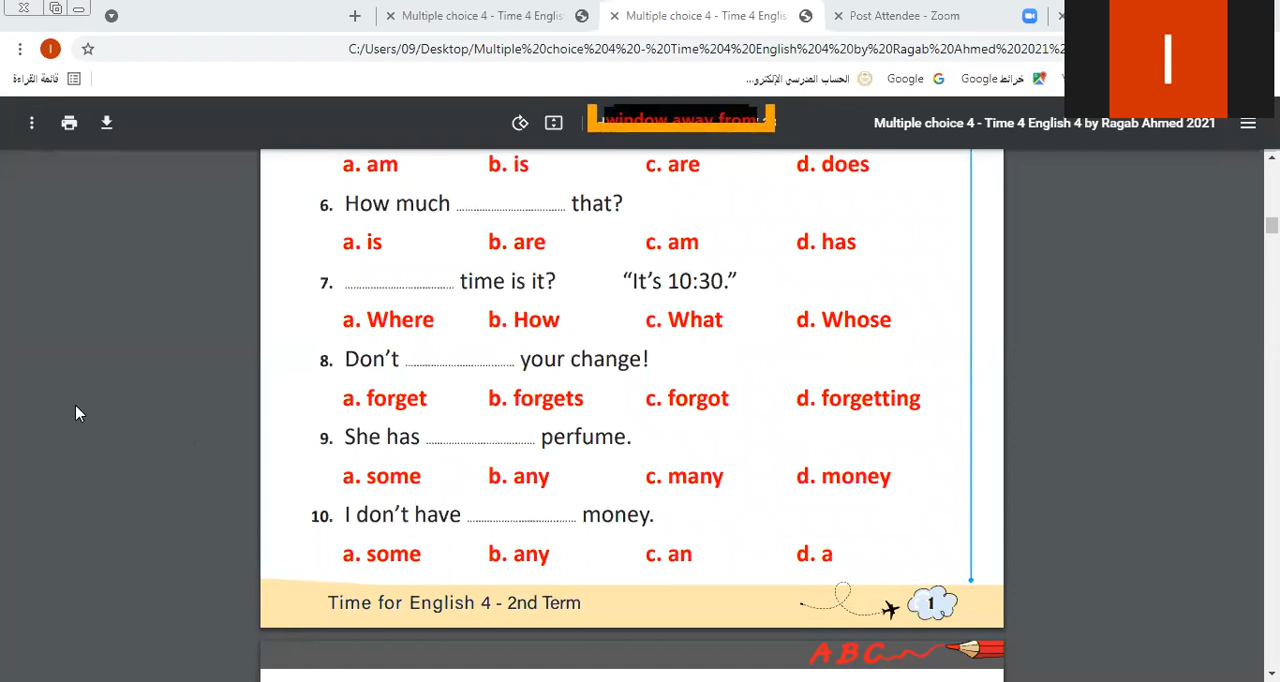 Multiple choice 4 - Time 4 Englis
Multiple choice 4 - Time 4 Englis
Post Attendee - Zoom
I
C:/Users/09/Desktop/Multiple%20choice%204%20-%20Time%204%20English%204%20by%20Ragab%20Ahmed%202021
قائمة القراءة
الحساب المدرسي الإلكترو...
Google
خرائط Google
I
window away from
Multiple choice 4 - Time 4 English 4 by Ragab Ahmed 2021
a. am b. is c. are d. does
6. How much ........................ that?
a. is b. are c. am d. has
7. ........................ time is it? “It’s 10:30.”
a. Where b. How c. What d. Whose
8. Don’t ........................ your change!
a. forget b. forgets c. forgot d. forgetting
9. She has ........................ perfume.
a. some b. any c. many d. money
10. I don’t have ........................ money.
a. some b. any c. an d. a
Time for English 4 - 2nd Term
1
ABC